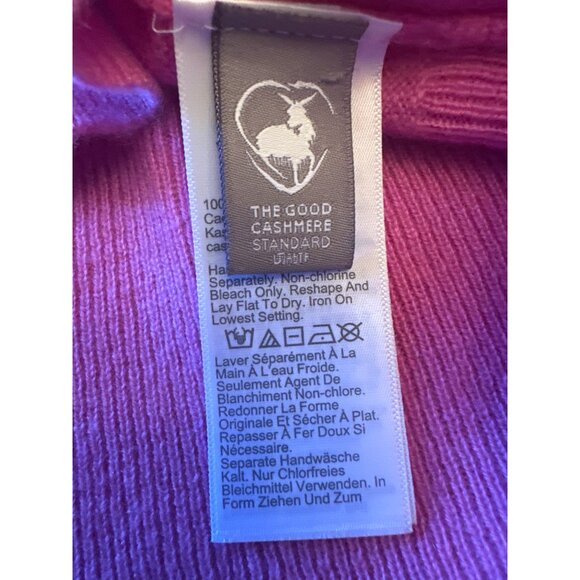 THE GOOD
CASHMERE
STANDARD
100
Separately. Non-chlorine
Bleach Only. Reshape And
Lay Flat To Dry. Iron On
Lowest Setting.
Laver Séparément À La
Main À L'eau Froide.
Seulement Agent De
Blanchiment Non-chlore.
Redonner La Forme
Originale Et Sécher À Plat.
Repasser À Fer Doux Si
Nécessaire.
Separate Handwäsche
Kalt. Nur Chlorfreies
Bleichmittel Verwenden. In
Form Ziehen Und Zum